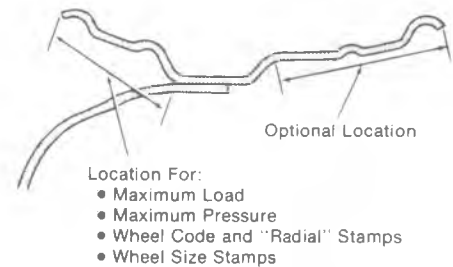 Optional Location
Location For:
• Maximum Load
• Maximum Pressure
• Wheel Code and "Radial" Stamps
• Wheel Size Stamps